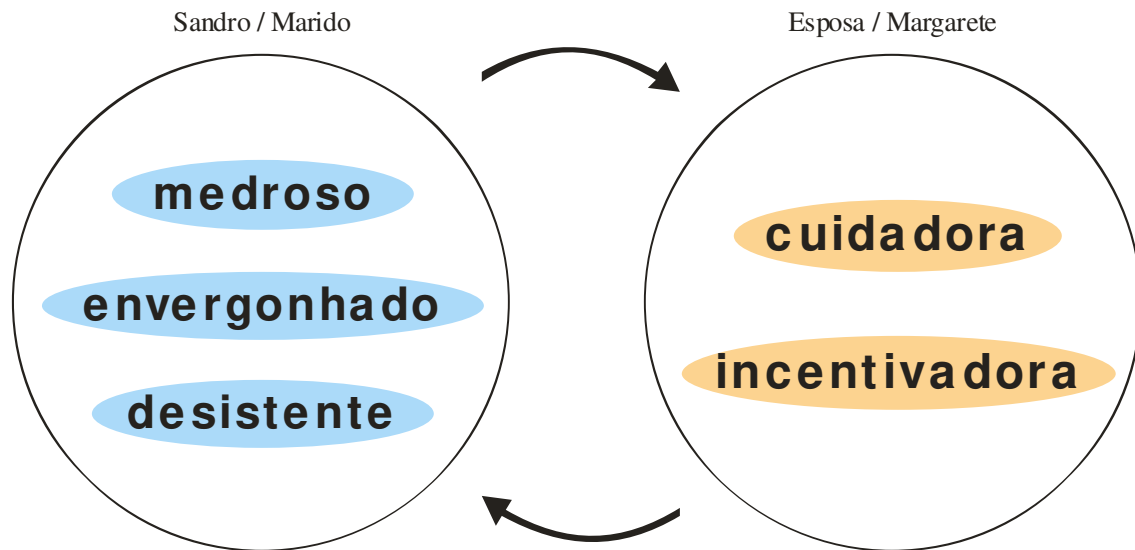 Sandro / Marido
Esposa / Margarete
medroso
envergonhado
desistente
cuidadora
incentivadora